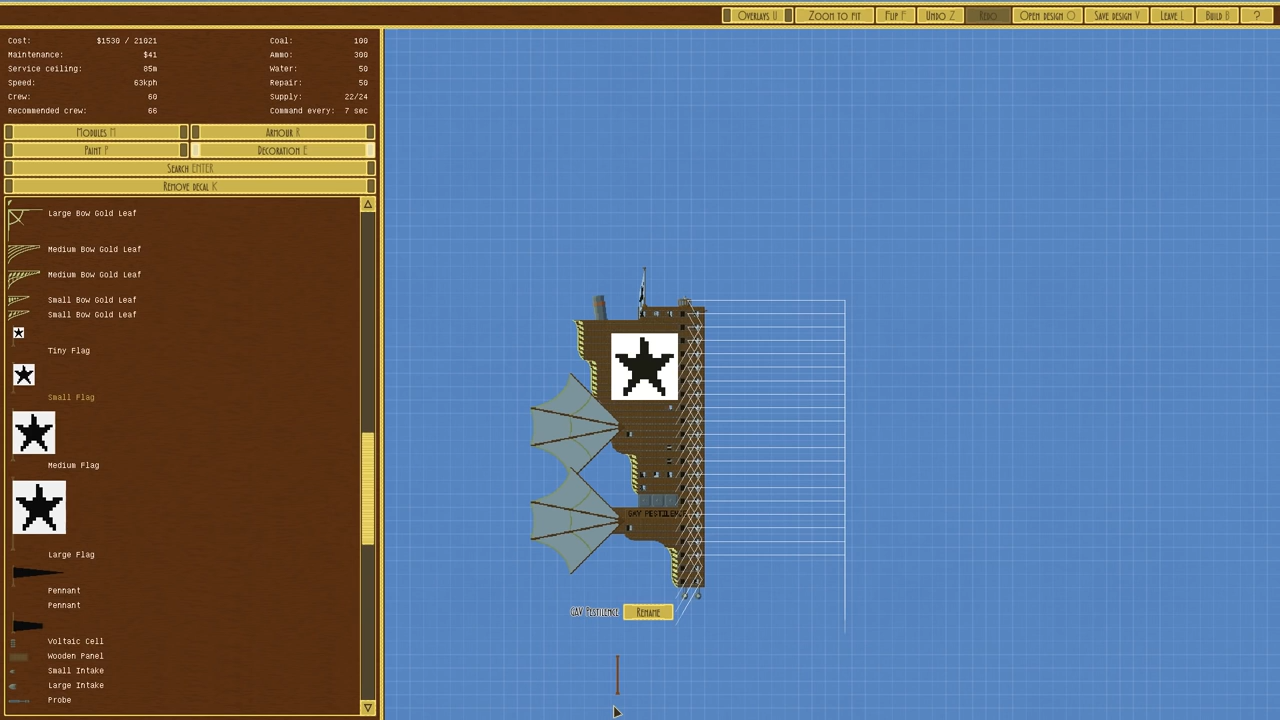 Overlays U
Zoom to fit
Flip F
Undo Z
Redo
Open design O
Save design V
Leave L
Build B
?
Cost: $1530 / 21021
Coal: 100
Maintenance: $41
Ammo: 300
Service ceiling: 85m
Water: 50
Speed: 63kph
Repair: 50
Crew: 60
Supply: 22/24
Recommended crew: 66
Command every: 7 sec
Modules M
Armour R
Paint P
Decoration E
Search ENTER
Remove decal K
Large Bow Gold Leaf
Medium Bow Gold Leaf
Medium Bow Gold Leaf
Small Bow Gold Leaf
Small Bow Gold Leaf
Tiny Flag
Small Flag
Medium Flag
Large Flag
Pennant
Pennant
Voltaic Cell
Wooden Panel
Small Intake
Large Intake
Probe
GAV Pestilence
Rename